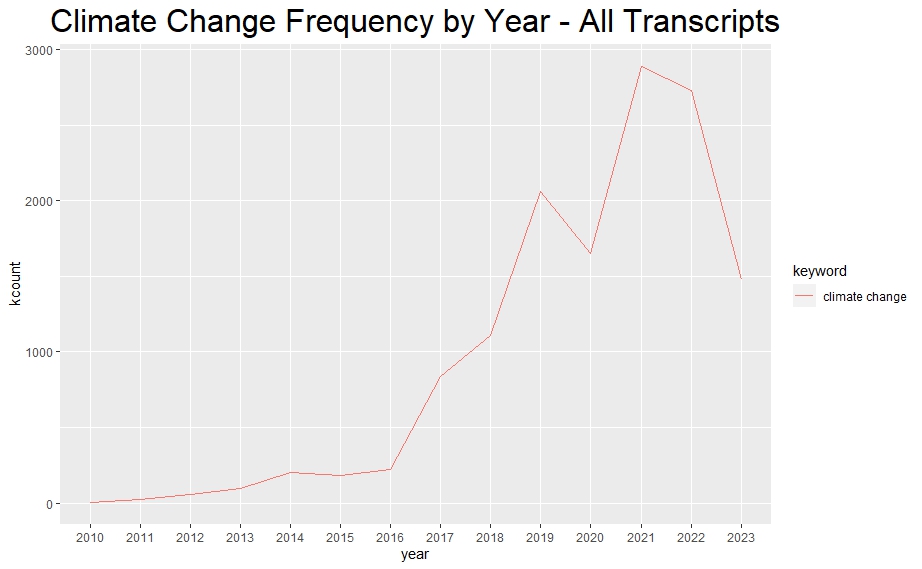 Climate Change Frequency by Year - All Transcripts
3000
2000
1000
0
kcount
2010 2011 2012 2013 2014 2015 2016 2017 2018 2019 2020 2021 2022 2023
year
keyword
climate change